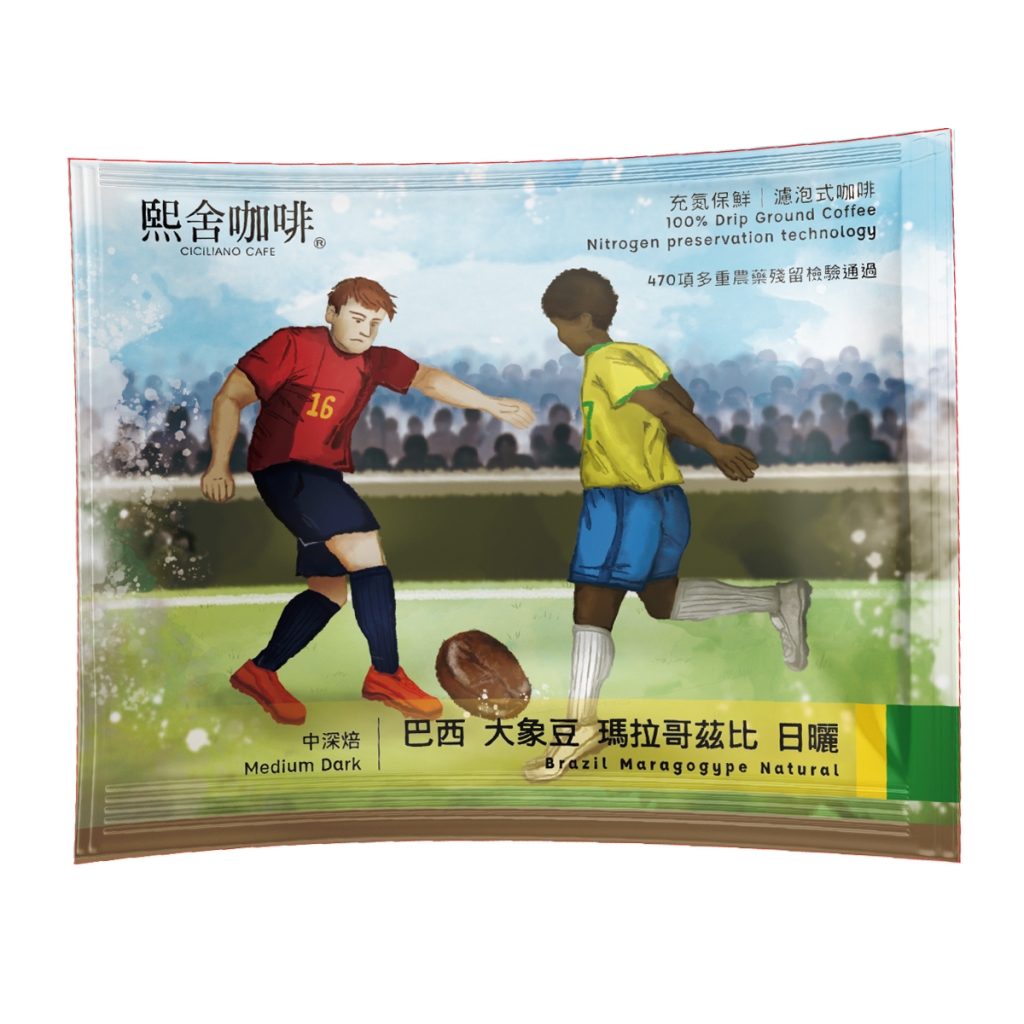 熙舍咖啡®
CICILIANO CAFE
充氮保鮮｜濾泡式咖啡
100% Drip Ground Coffee
Nitrogen preservation technology
470項多重農藥殘留檢驗通過
16
7
中深焙
Medium Dark
巴西 大象豆 瑪拉哥茲比 日曬
Brazil Maragogype Natural